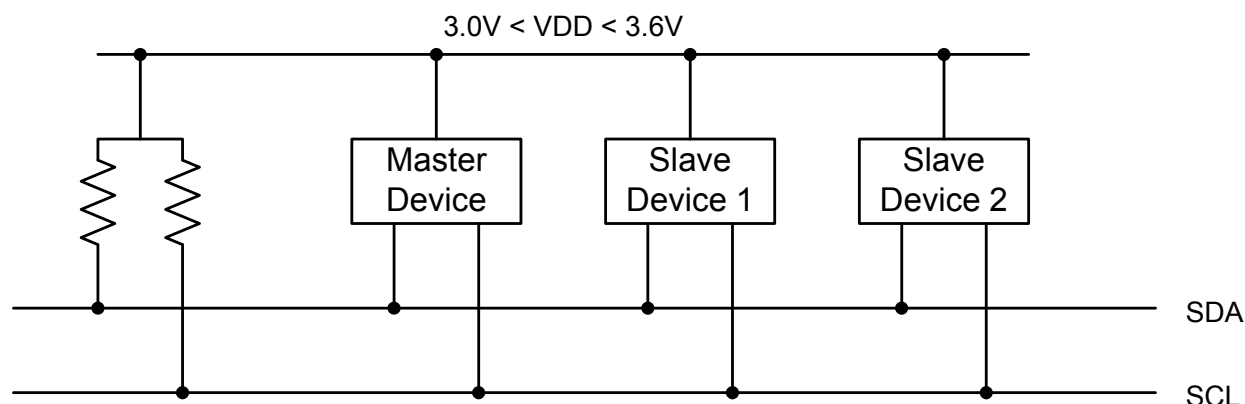 3.0V < VDD < 3.6V
Master
Device
Slave
Device 1
Slave
Device 2
SDA
SCL